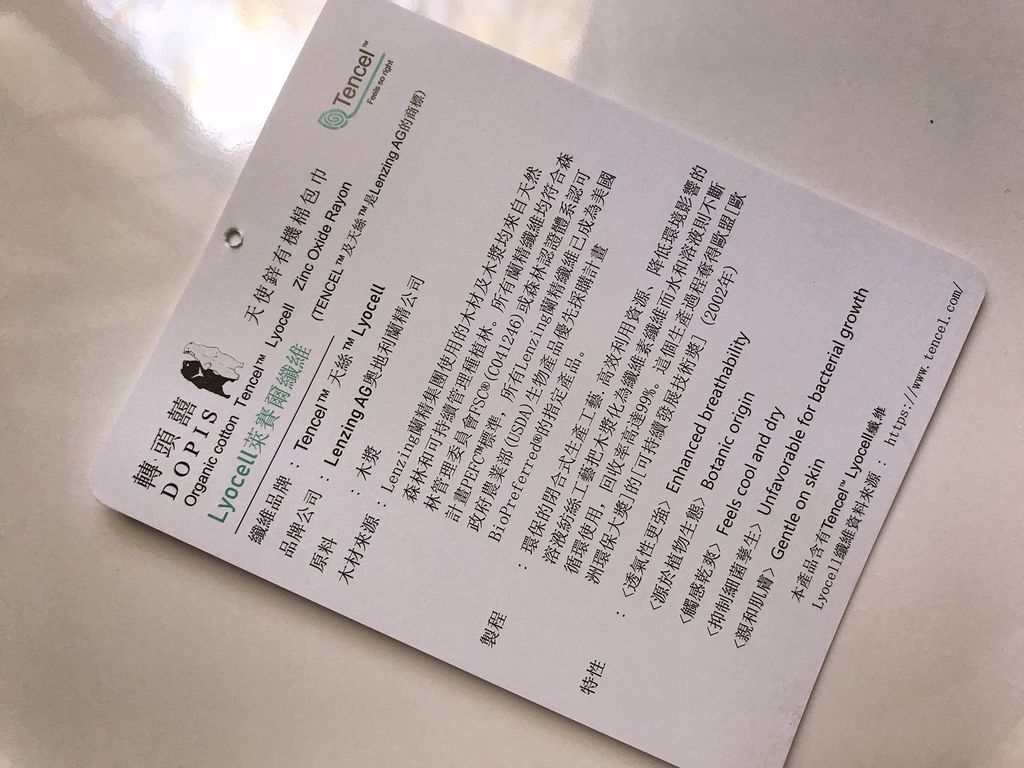 轉頭囍
DOPIS
天使鋅有機棉包巾
Tencel™
Feels so right
Organic cotton Tencel™ Lyocell Zinc Oxide Rayon
Lyocell萊賽爾纖維
(TENCEL™及天絲™是Lenzing AG的商標)
纖維品牌 : Tencel™ 天絲™ Lyocell
品牌公司 : Lenzing AG奧地利蘭精公司
原料 : 木漿
木材來源 : Lenzing蘭精集團使用的木材及木漿均來自天然
森林和可持續管理種植林。所有蘭精纖維均符合森
林管理委員會FSC®(C041246)或森林認證體系認可
計畫PEFC™標準, 所有Lenzing蘭精纖維已成為美國
政府農業部(USDA)生物產品優先採購計畫
BioPreferred®的指定產品。
製程 : 環保的閉合式生產工藝、高效利用資源、降低環境影響的
溶液紡絲工藝把木漿化為纖維素纖維而水和溶液則不斷
循環使用, 回收索高達99%。這個生產過程奪得歐盟[歐
洲環保大獎]的[可持續發展技術獎] (2002年)
特性 : <透氣性更強> Enhanced breathability
<源於植物生態> Botanic origin
<觸感乾爽> Feels cool and dry
<抑制細菌孳生> Unfavorable for bacterial growth
<親和肌膚> Gentle on skin
本產品含有Tencel™ Lyocell纖維
Lyocell纖維資料來源 : https://www.tencel.com/